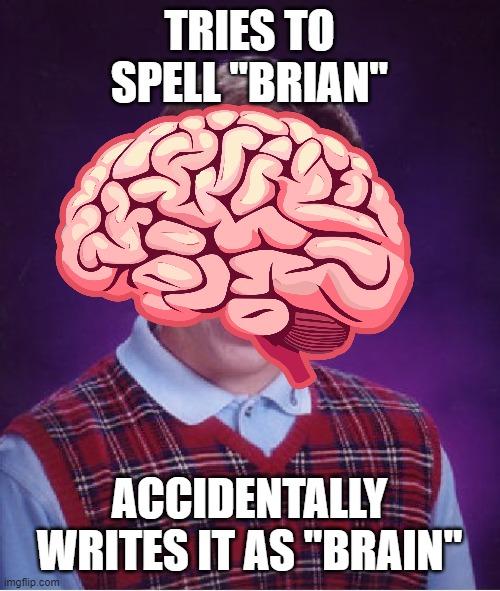 TRIES TO
SPELL "BRIAN"
ACCIDENTALLY
WRITES IT AS "BRAIN"
imgflip.com